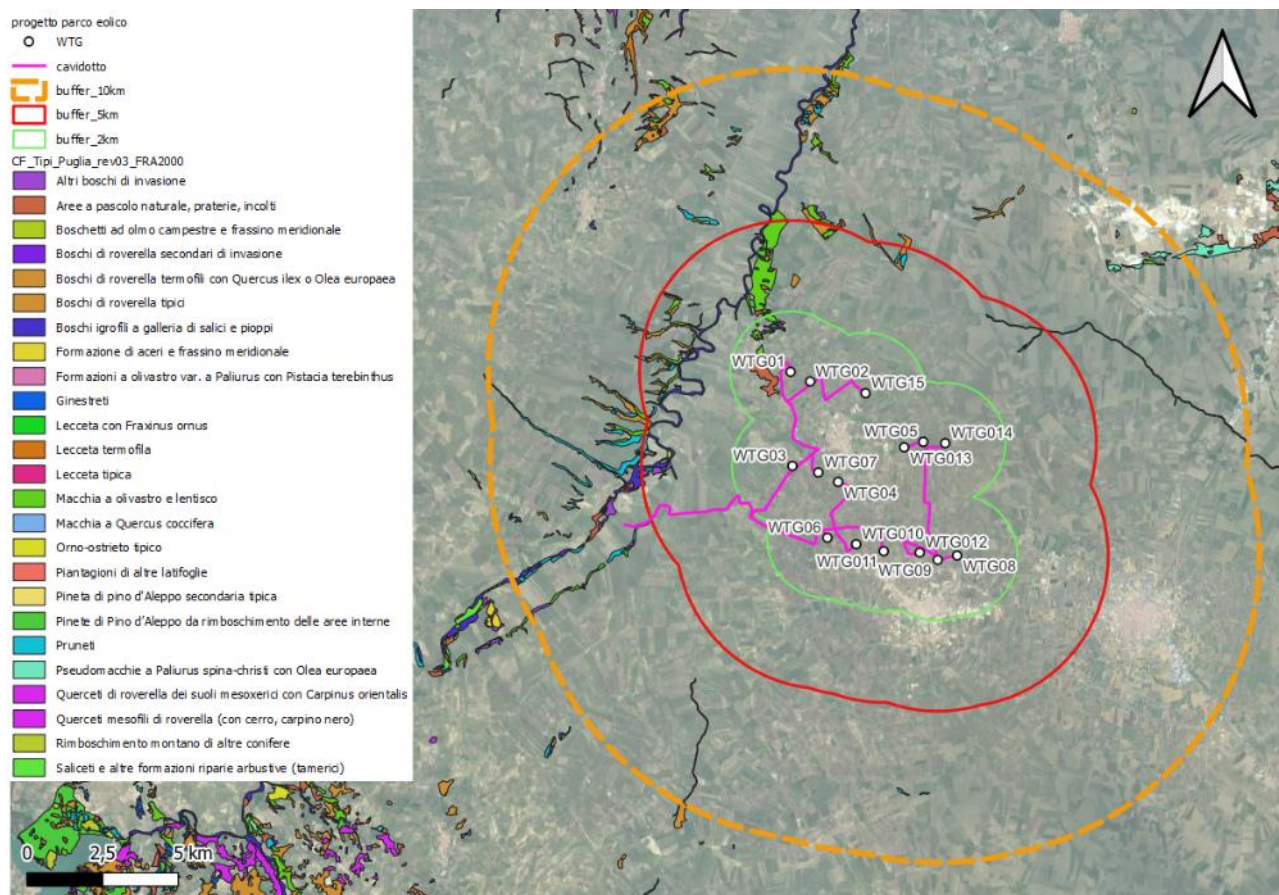 progetto parco eolico
WTG
cavidotto
buffer_10km
buffer_5km
buffer_2km
CF_Tipi_Puglia_rev03_FRA2000
Altri boschi di invasione
Aree a pascolo naturale, praterie, incolti
Boschetti ad olmo campestre e frassino meridionale
Boschi di roverella secondari di invasione
Boschi di roverella termofili con Quercus ilex o Olea europaea
Boschi di roverella tipici
Boschi igrofili a galleria di salici e pioppi
Formazione di aceri e frassino meridionale
Formazioni a olivastro var. a Paliurus con Pistacia terebinthus
Ginestreti
Lecceta con Fraxinus ornus
Lecceta termofila
Lecceta tipica
Macchia a olivastro e lentisco
Macchia a Quercus coccifera
Orno-ostrieto tipico
Piantagioni di altre latifoglie
Pineta di pino d'Aleppo secondaria tipica
Pinete di Pino d'Aleppo da rimboschimento delle aree interne
Pruneti
Pseudomacchie a Paliurus spina-christi con Olea europaea
Querceti di roverella dei suoli mesoxerici con Carpinus orientalis
Querceti mesofili di roverella (con cerro, carpino nero)
Rimboschimento montano di altre conifere
Saliceti e altre formazioni riparie arbustive (tamerici)
0 2,5 5 km
WTG01
WTG02
WTG15
WTG05
WTG014
WTG013
WTG03
WTG07
WTG04
WTG06
WTG010
WTG012
WTG011
WTG09
WTG08